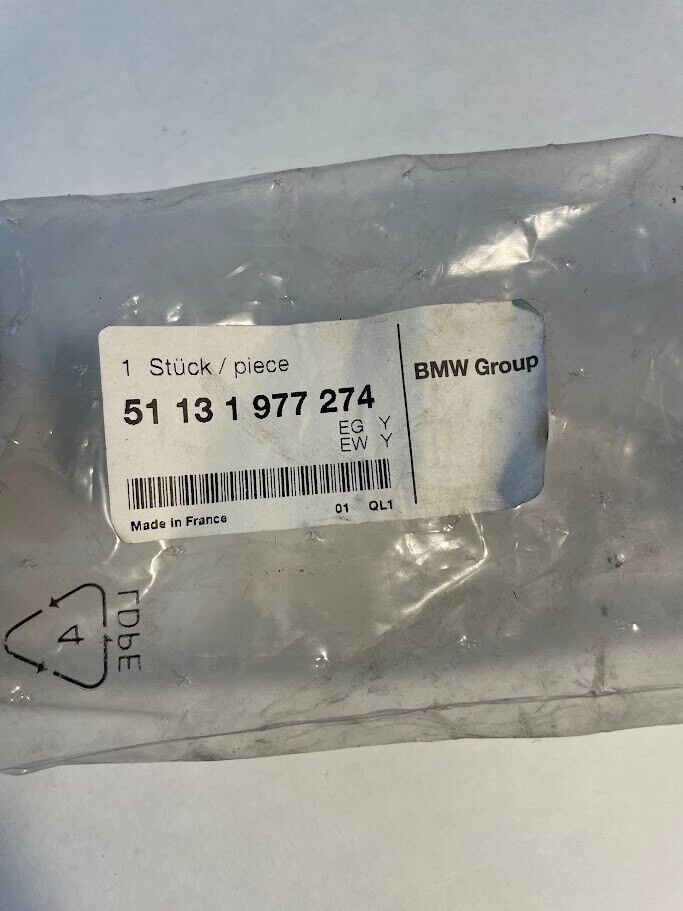 1 Stück / piece
BMW Group
51 13 1 977 274
EG Y
EW Y
Made in France
01 QL1
4
LDPE